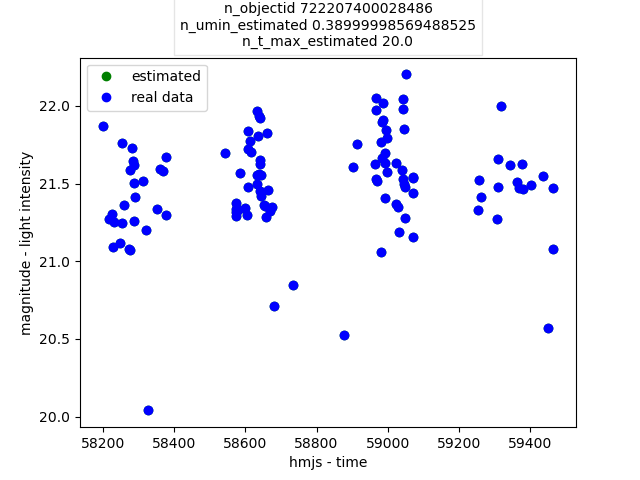 n_objectid 722207400028486
n_umin_estimated 0.38999998569488525
n_t_max_estimated 20.0
estimated
real data
22.0
21.5
21.0
20.5
20.0
magnitude - light intensity
58200 58400 58600 58800 59000 59200 59400
hmjs - time